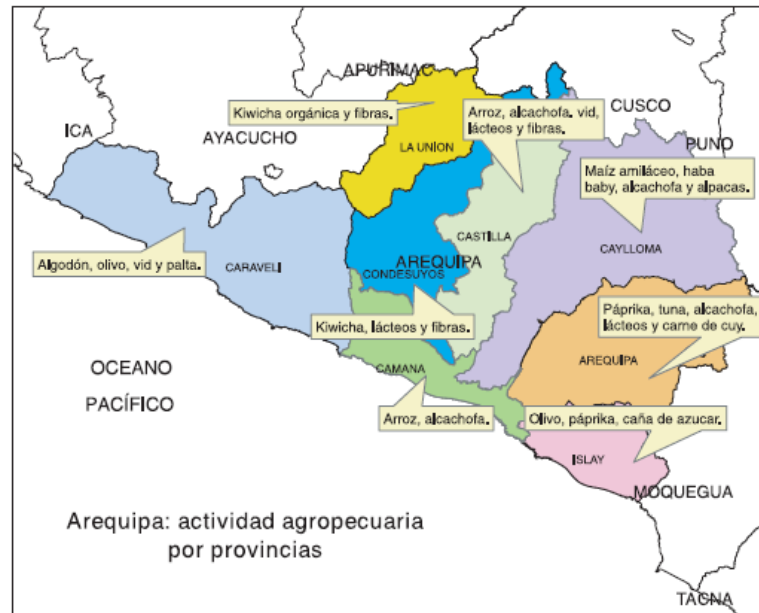 APURIMAC
CUSCO
Kiwicha orgánica y fibras.
Arroz, alcachofa. vid,
lácteos y fibras.
ICA
AYACUCHO
LA UNÍON
PUNO
Maíz amiláceo, haba
baby, alcachofa y alpacas.
CASTILLA
CAYLLOMA
AREQUIPA
CONDESUYOS
Algodón, olivo, vid y palta.
CARAVELI
Kiwicha, lácteos y fibras.
Páprika, tuna, alcachofa,
lácteos y carne de cuy.
AREQUIPA
OCEANO
PACÍFICO
CAMANA
Arroz, alcachofa.
Olivo, páprika, caña de azucar.
ISLAY
MOQUEGUA
Arequipa: actividad agropecuaria
por provincias
TACNA